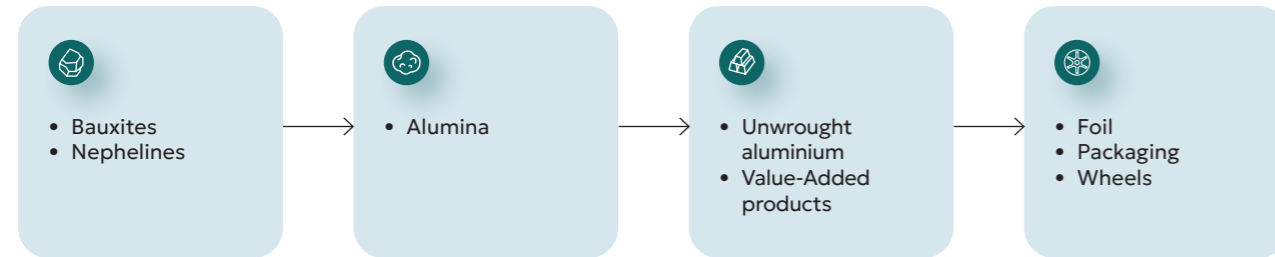 • Bauxites
• Nephelines
• Alumina
• Unwrought
aluminium
• Value-Added
products
• Foil
• Packaging
• Wheels